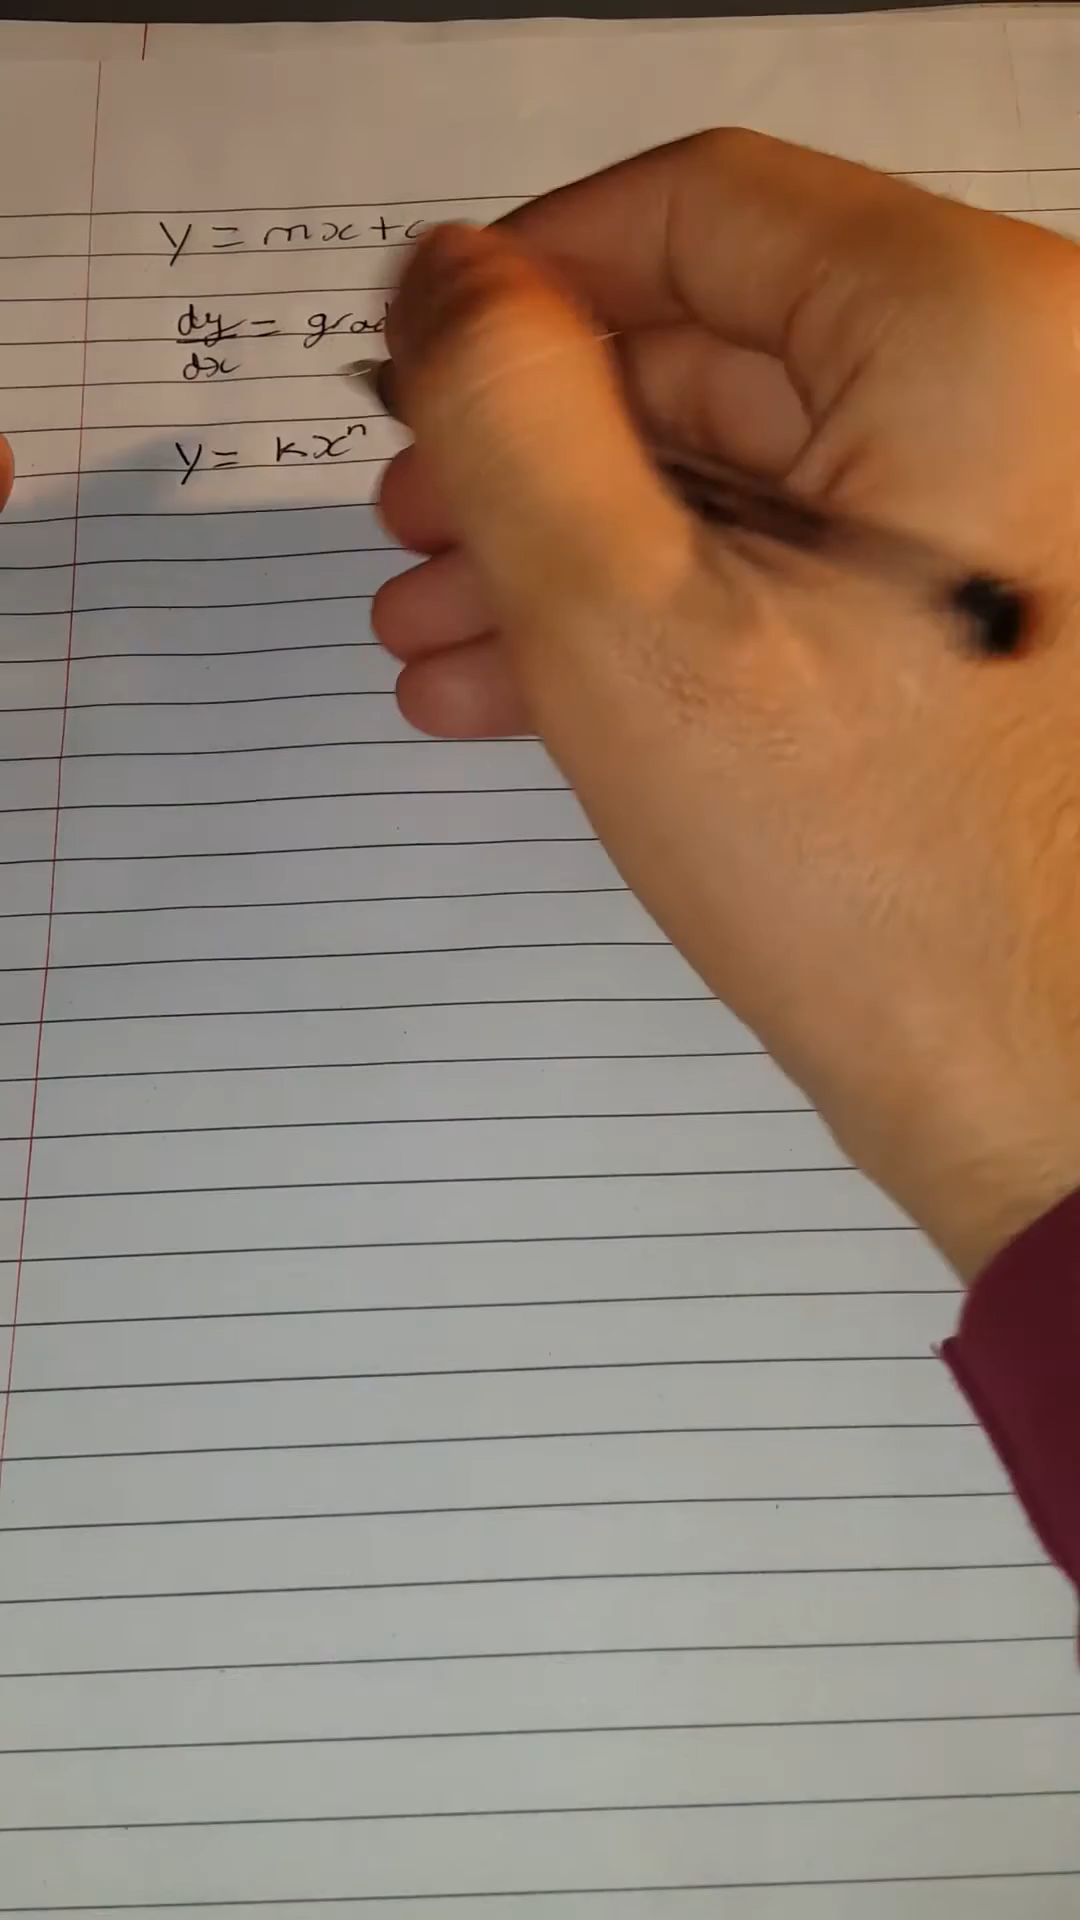 y = mx + c
dy/dx = grad
y = kxⁿ